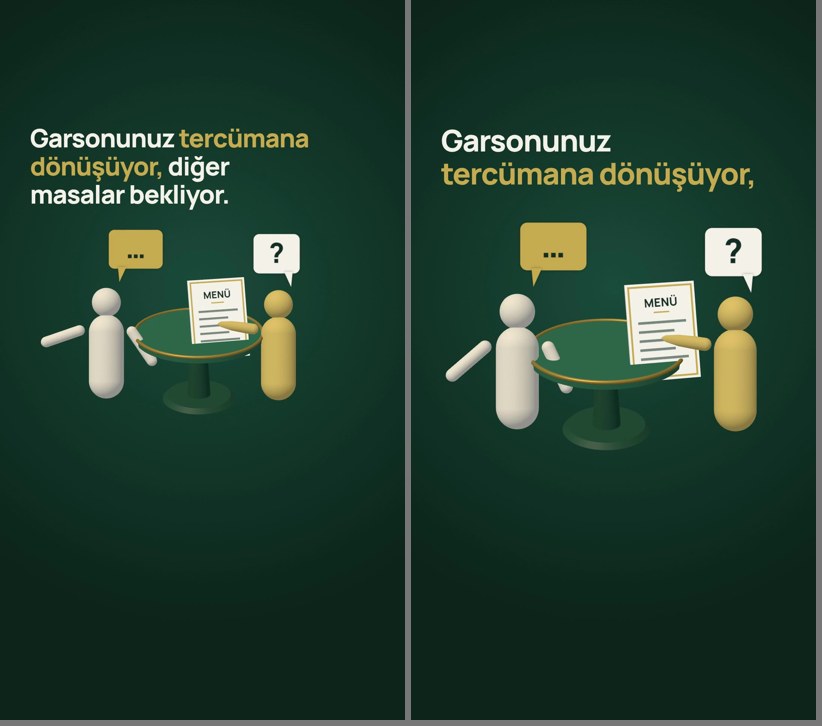 Garsonunuz tercümana
dönüşüyor, diğer
masalar bekliyor.
...
?
MENÜ
Garsonunuz
tercümana dönüşüyor,
...
?
MENÜ